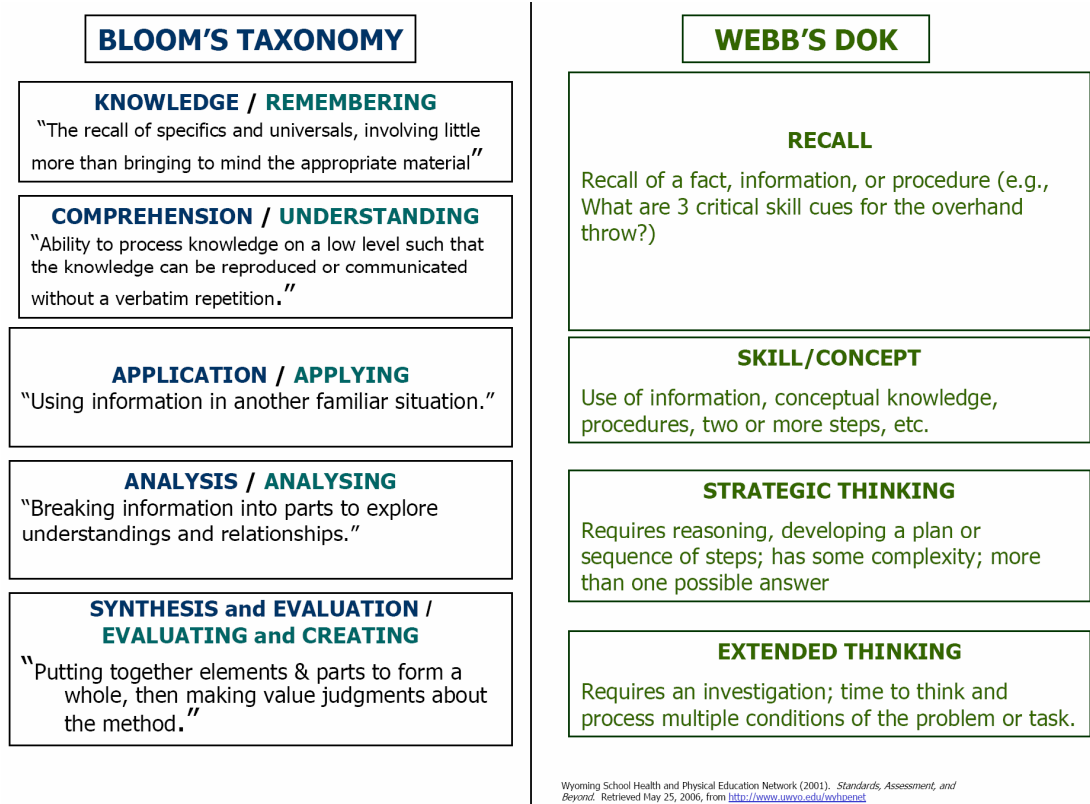 BLOOM'S TAXONOMY
KNOWLEDGE / REMEMBERING
“The recall of specifics and universals, involving little
more than bringing to mind the appropriate material”
COMPREHENSION / UNDERSTANDING
“Ability to process knowledge on a low level such that
the knowledge can be reproduced or communicated
without a verbatim repetition.”
APPLICATION / APPLYING
“Using information in another familiar situation.”
ANALYSIS / ANALYSING
“Breaking information into parts to explore
understandings and relationships.”
SYNTHESIS and EVALUATION /
EVALUATING and CREATING
“Putting together elements & parts to form a
whole, then making value judgments about
the method.”
WEBB'S DOK
RECALL
Recall of a fact, information, or procedure (e.g.,
What are 3 critical skill cues for the overhand
throw?)
SKILL/CONCEPT
Use of information, conceptual knowledge,
procedures, two or more steps, etc.
STRATEGIC THINKING
Requires reasoning, developing a plan or
sequence of steps; has some complexity; more
than one possible answer
EXTENDED THINKING
Requires an investigation; time to think and
process multiple conditions of the problem or task.
Wyoming School Health and Physical Education Network (2001). Standards, Assessment, and
Beyond. Retrieved May 25, 2006, from http://www.uwyo.edu/wyhpenet